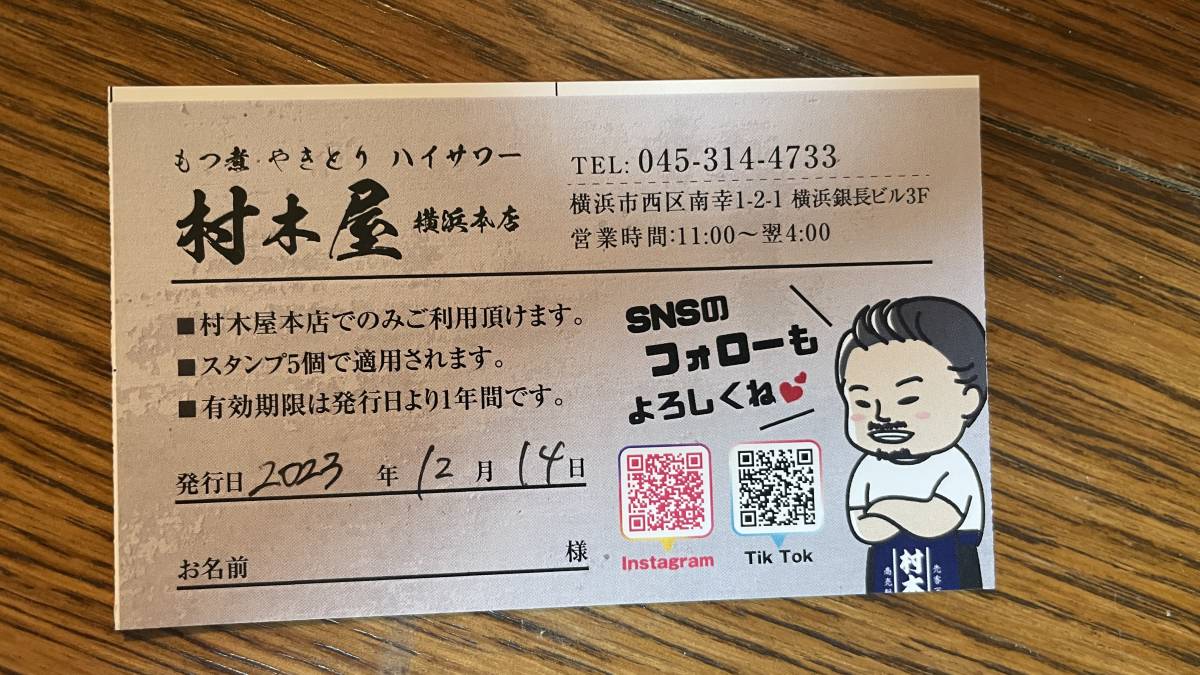 もつ煮 やきとり ハイサワー
村木屋 横浜本店
TEL: 045-314-4733
横浜市西区南幸1-2-1 横浜銀長ビル3F
営業時間:11:00～翌4:00
■村木屋本店でのみご利用頂けます。
■スタンプ5個で適用されます。
■有効期限は発行日より1年間です。
発行日 2023 年 12 月 14 日
お名前 様
SNSの
フォローも
よろしくね
Instagram
Tik Tok
村木